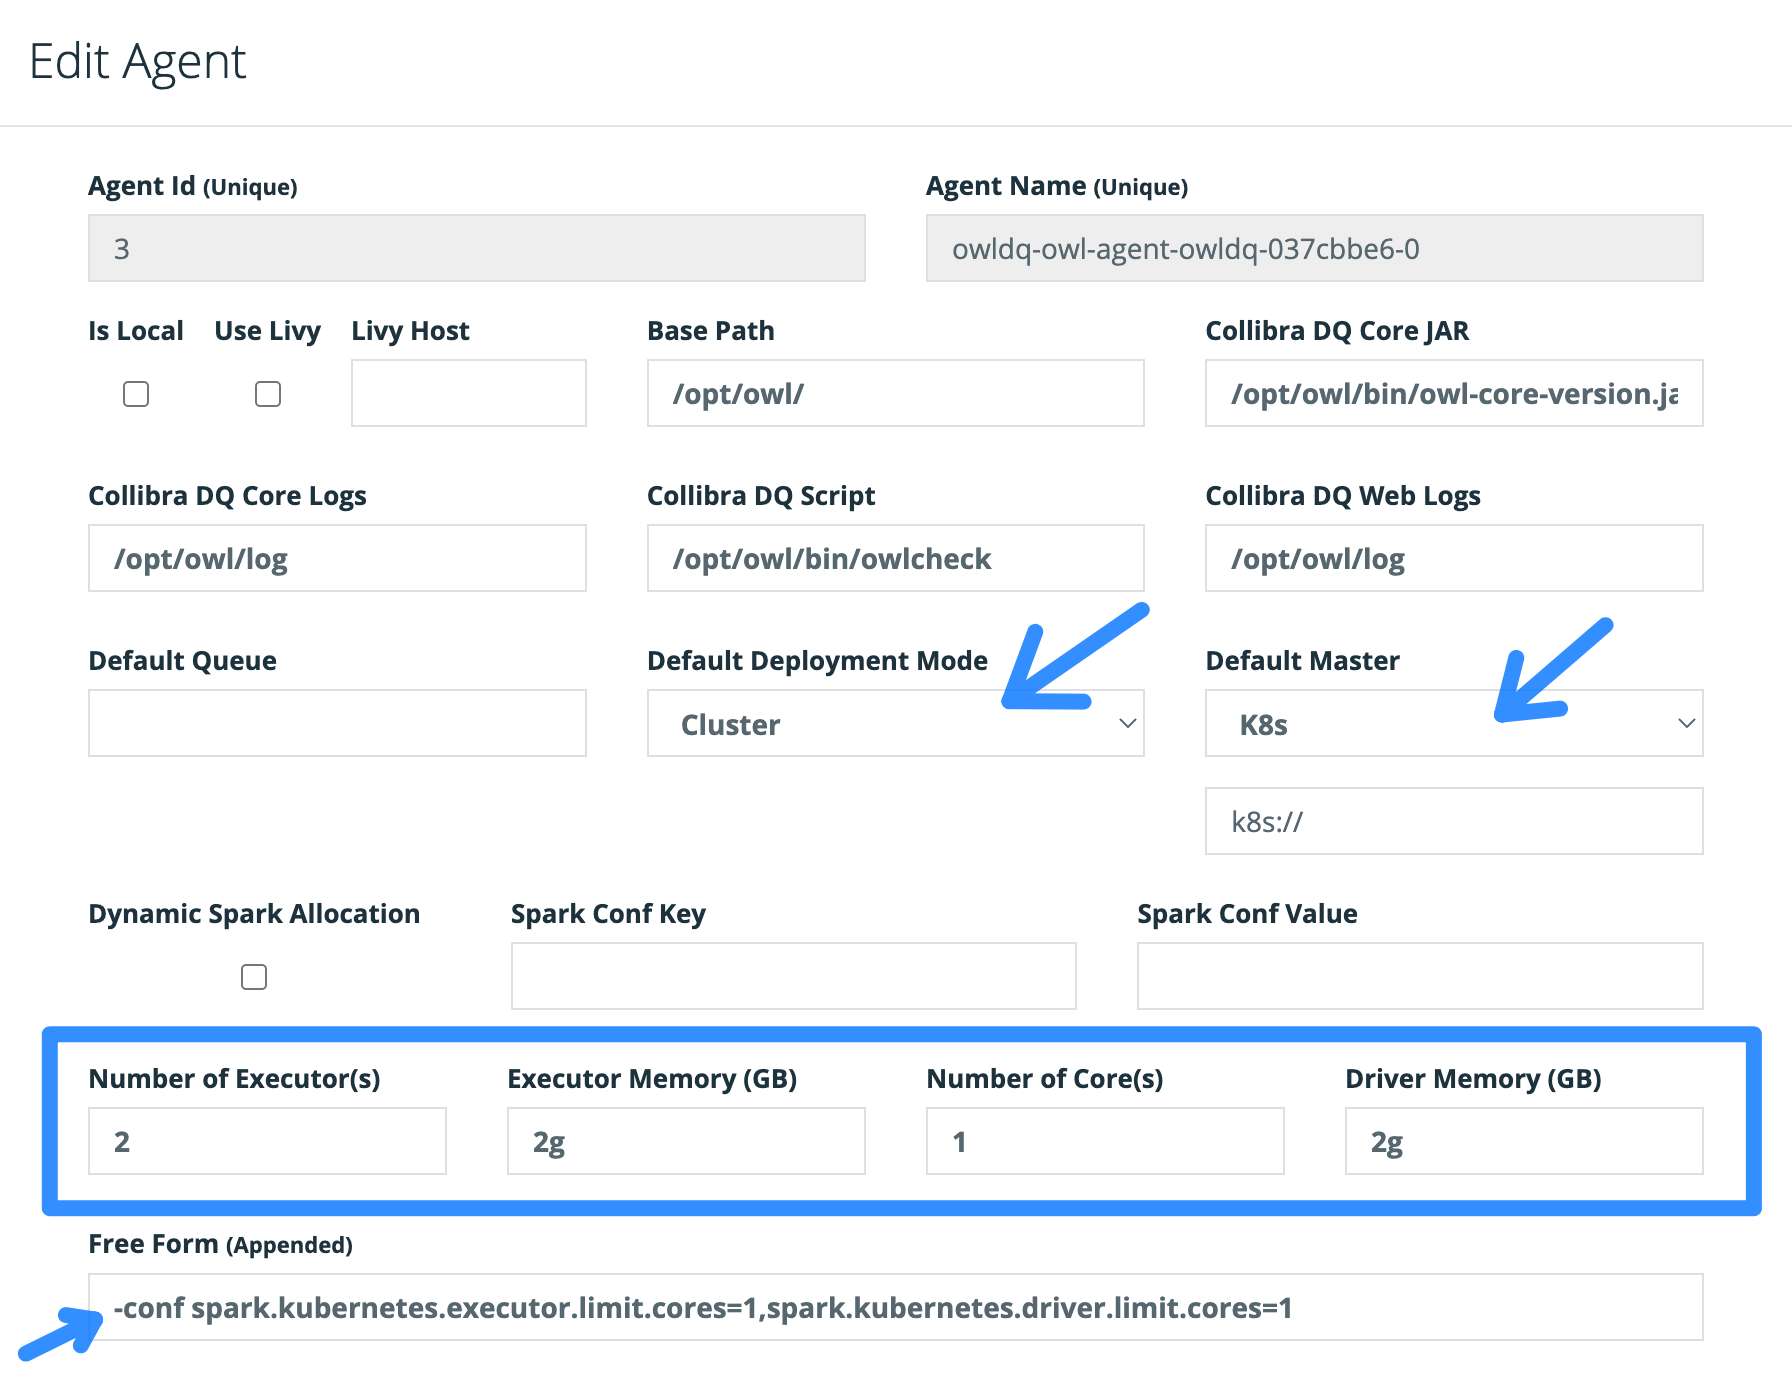 Edit Agent
Agent Id (Unique)
Agent Name (Unique)
3
owldq-owl-agent-owldq-037cbbe6-0
Is Local
Use Livy
Livy Host
Base Path
Collibra DQ Core JAR
/opt/owl/
/opt/owl/bin/owl-core-version.ja
Collibra DQ Core Logs
Collibra DQ Script
Collibra DQ Web Logs
/opt/owl/log
/opt/owl/bin/owlcheck
/opt/owl/log
Default Queue
Default Deployment Mode
Default Master
Cluster
K8s
k8s://
Dynamic Spark Allocation
Spark Conf Key
Spark Conf Value
Number of Executor(s)
Executor Memory (GB)
Number of Core(s)
Driver Memory (GB)
2
2g
1
2g
Free Form (Appended)
-conf spark.kubernetes.executor.limit.cores=1,spark.kubernetes.driver.limit.cores=1